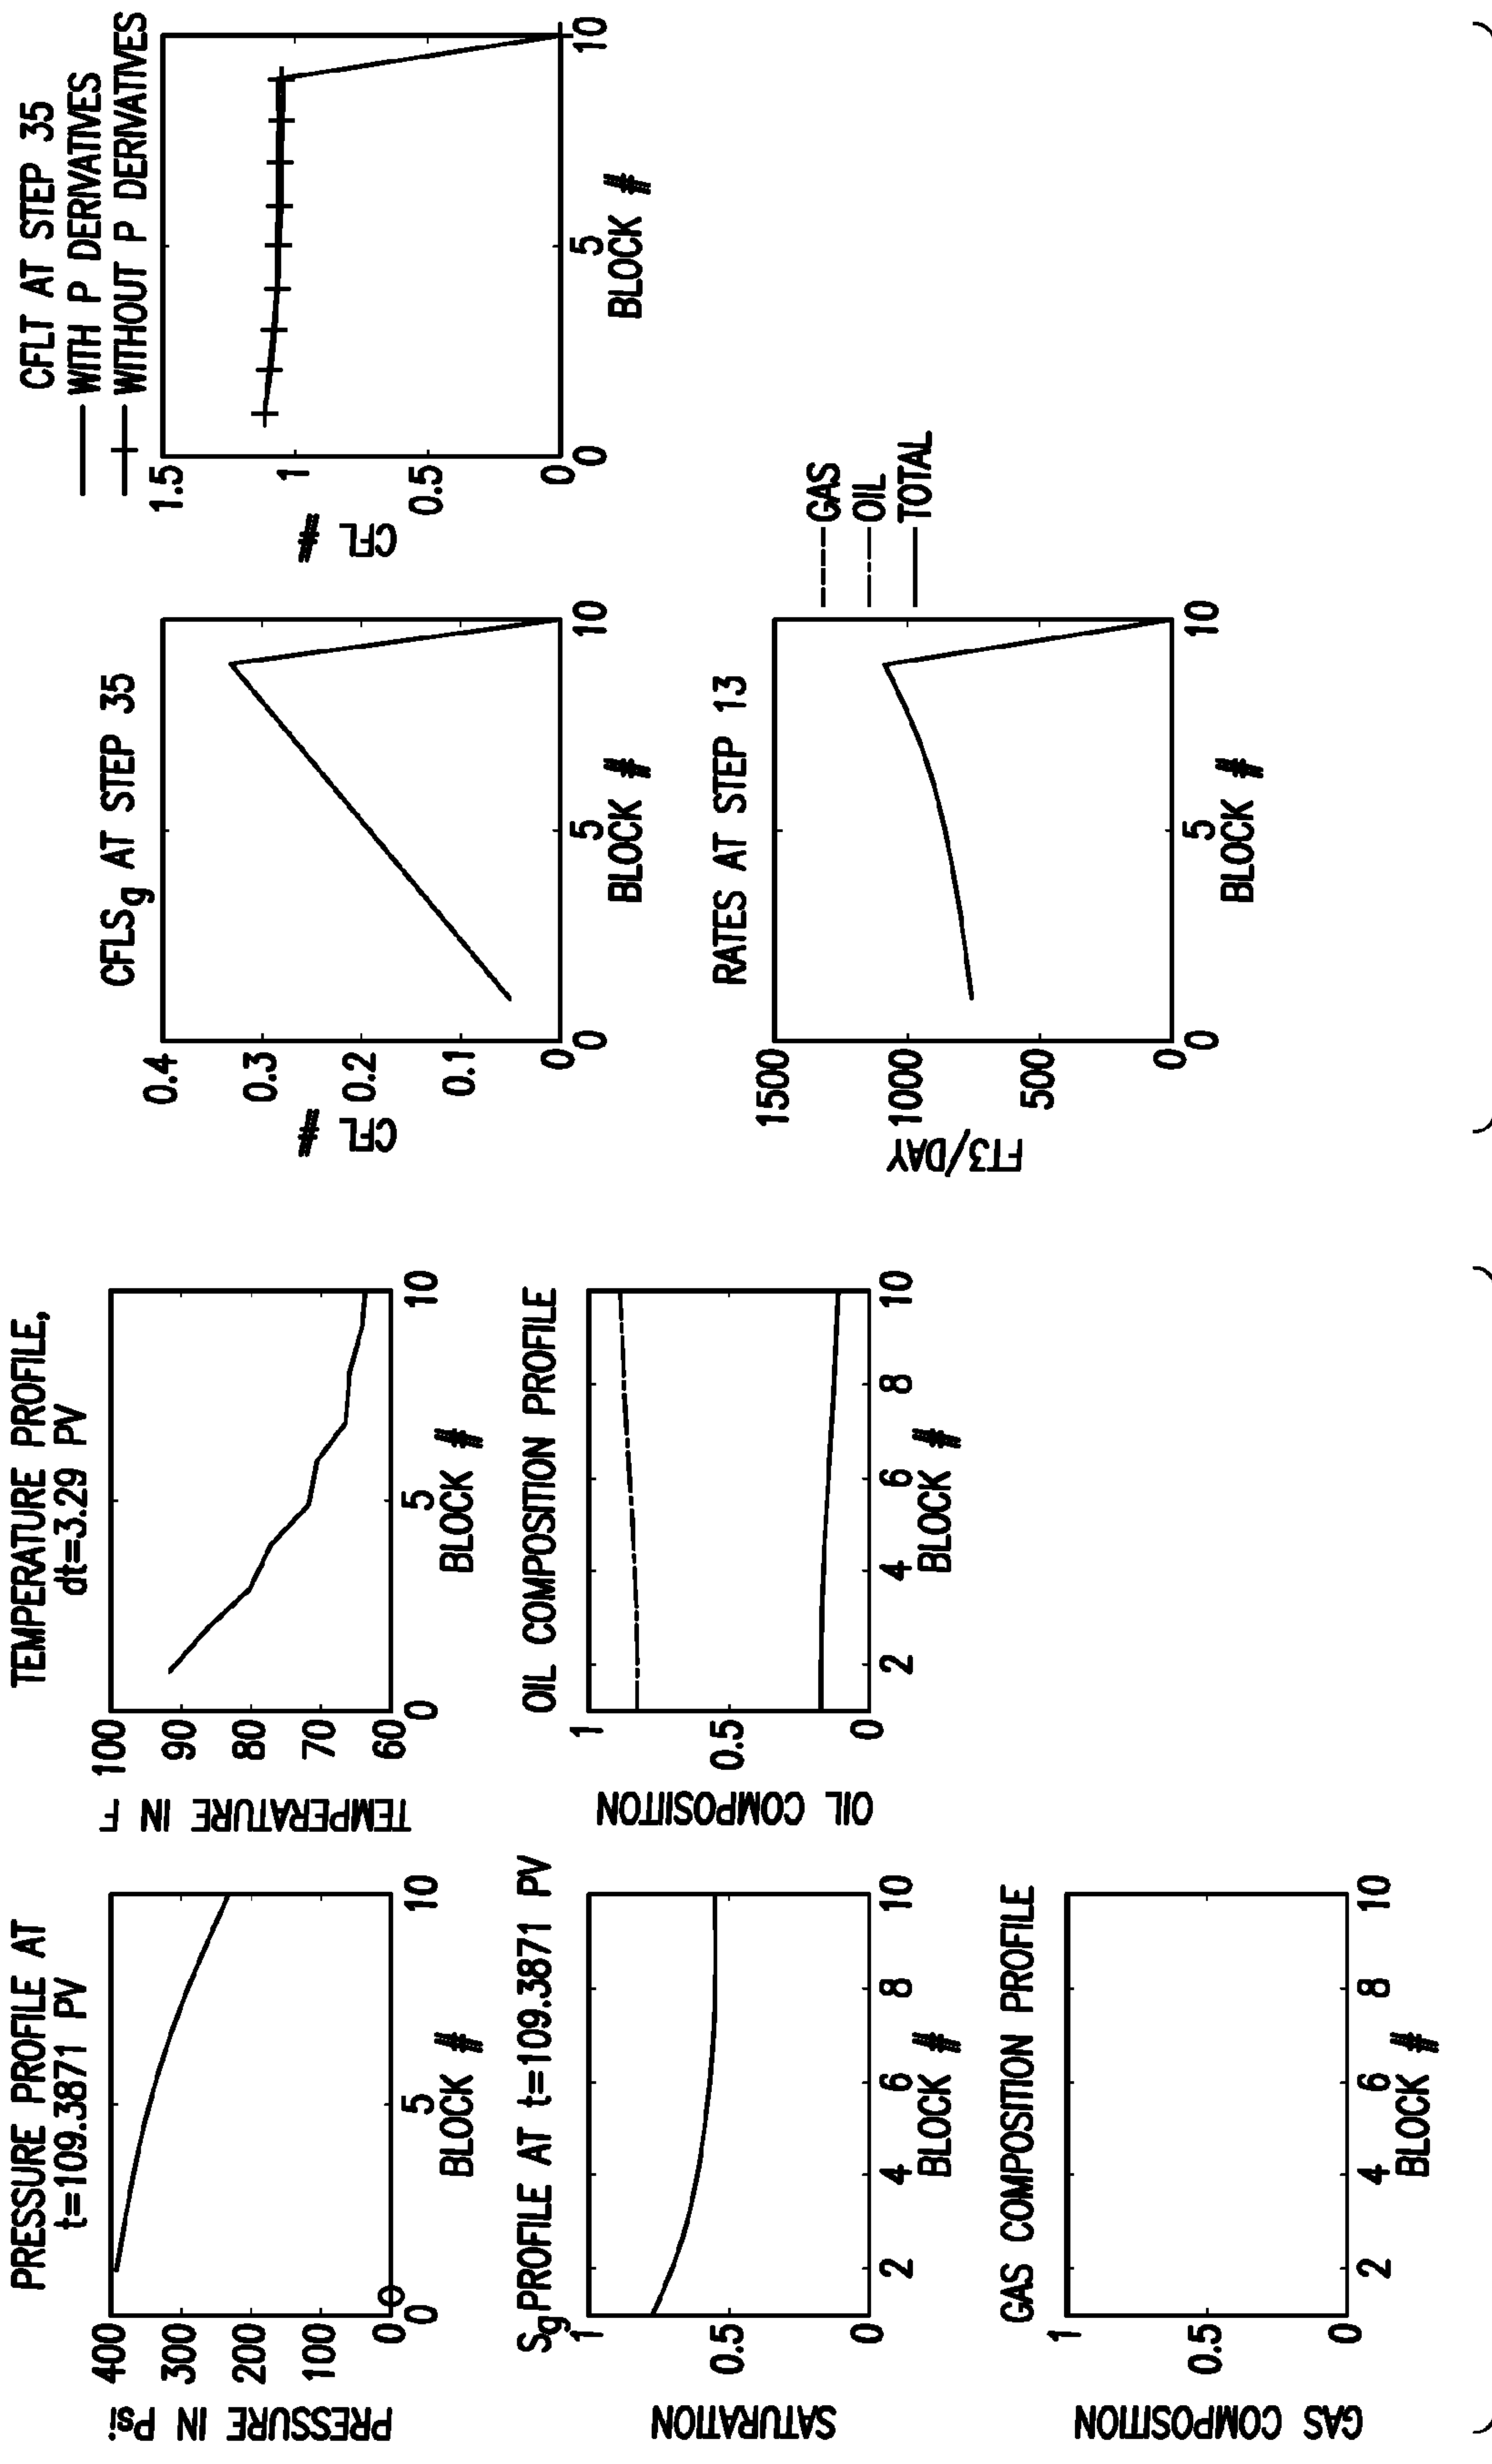 PRESSURE PROFILE AT
t=109.3871 PV
PRESSURE IN Psi.
400
300
200
100
0
0
5
10
BLOCK #
TEMPERATURE PROFILE,
dt=3.29 PV
TEMPERATURE IN F
100
90
80
70
60
0
5
10
BLOCK #
Sg PROFILE AT t=109.3871 PV
SATURATION
1
0.5
0
2
4
6
8
10
BLOCK #
OIL COMPOSITION PROFILE
OIL COMPOSITION
1
0.5
0
2
4
6
8
10
BLOCK #
GAS COMPOSITION PROFILE
GAS COMPOSITION
1
0.5
0
2
4
6
8
10
BLOCK #
CFLSg AT STEP 35
CFL #
0.4
0.3
0.2
0.1
0
0
5
10
BLOCK #
CFLT AT STEP 35
WITH P DERIVATIVES
WITHOUT P DERIVATIVES
CFL #
1.5
1
0.5
0
0
5
10
BLOCK #
RATES AT STEP 13
FT3/DAY
1500
1000
500
0
0
5
10
BLOCK #
GAS
OIL
TOTAL